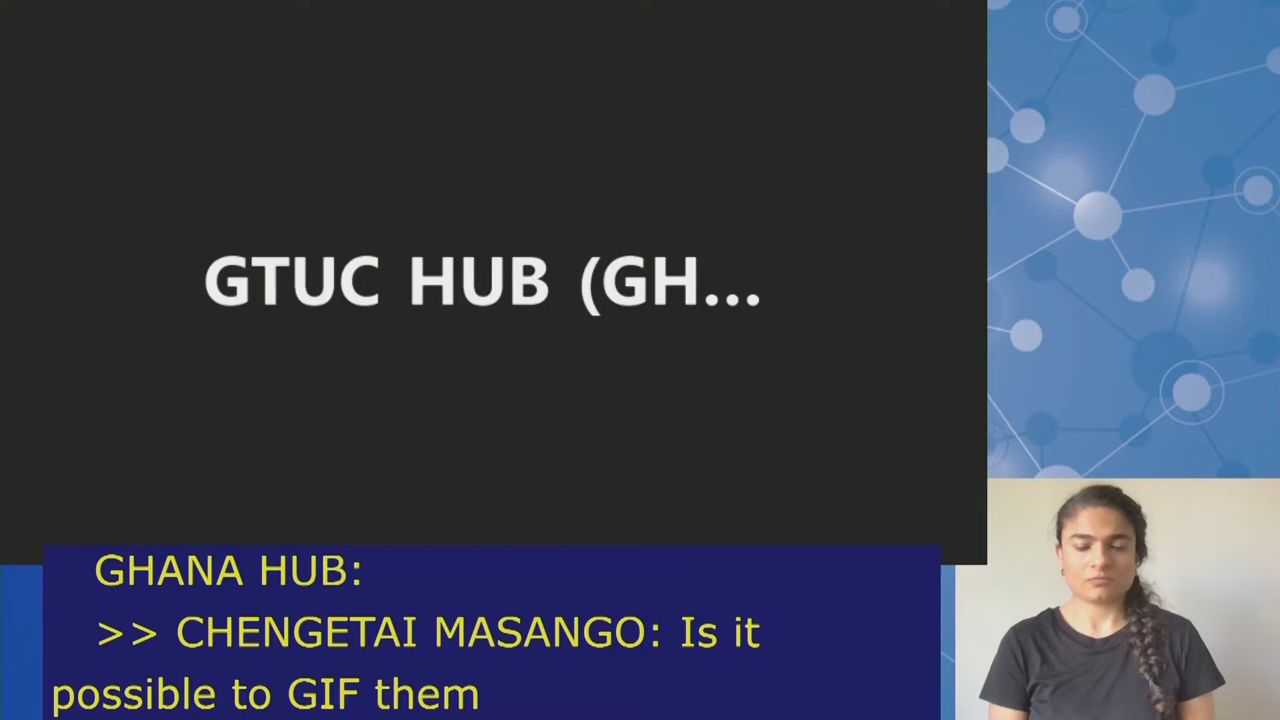 GTUC HUB (GH...
GHANA HUB:
>> CHENGETAI MASANGO: Is it
possible to GIF them